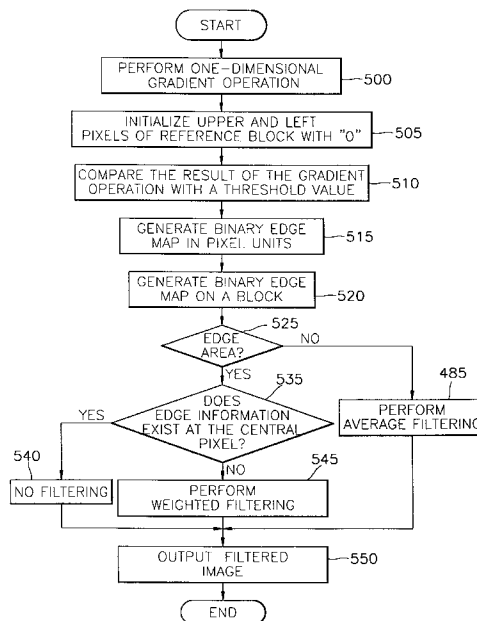 START
PERFORM ONE-DIMENSIONAL
GRADIENT OPERATION
500
INITIALIZE UPPER AND LEFT
PIXELS OF REFERENCE BLOCK WITH "0"
505
COMPARE THE RESULT OF THE GRADIENT
OPERATION WITH A THRESHOLD VALUE
510
GENERATE BINARY EDGE
MAP IN PIXEL UNITS
515
GENERATE BINARY EDGE
MAP ON A BLOCK
520
525
EDGE
AREA?
NO
YES
535
DOES
EDGE INFORMATION
EXIST AT THE CENTRAL
PIXEL?
YES
NO
485
PERFORM
AVERAGE FILTERING
540
NO FILTERING
545
PERFORM
WEIGHTED FILTERING
OUTPUT FILTERED
IMAGE
550
END